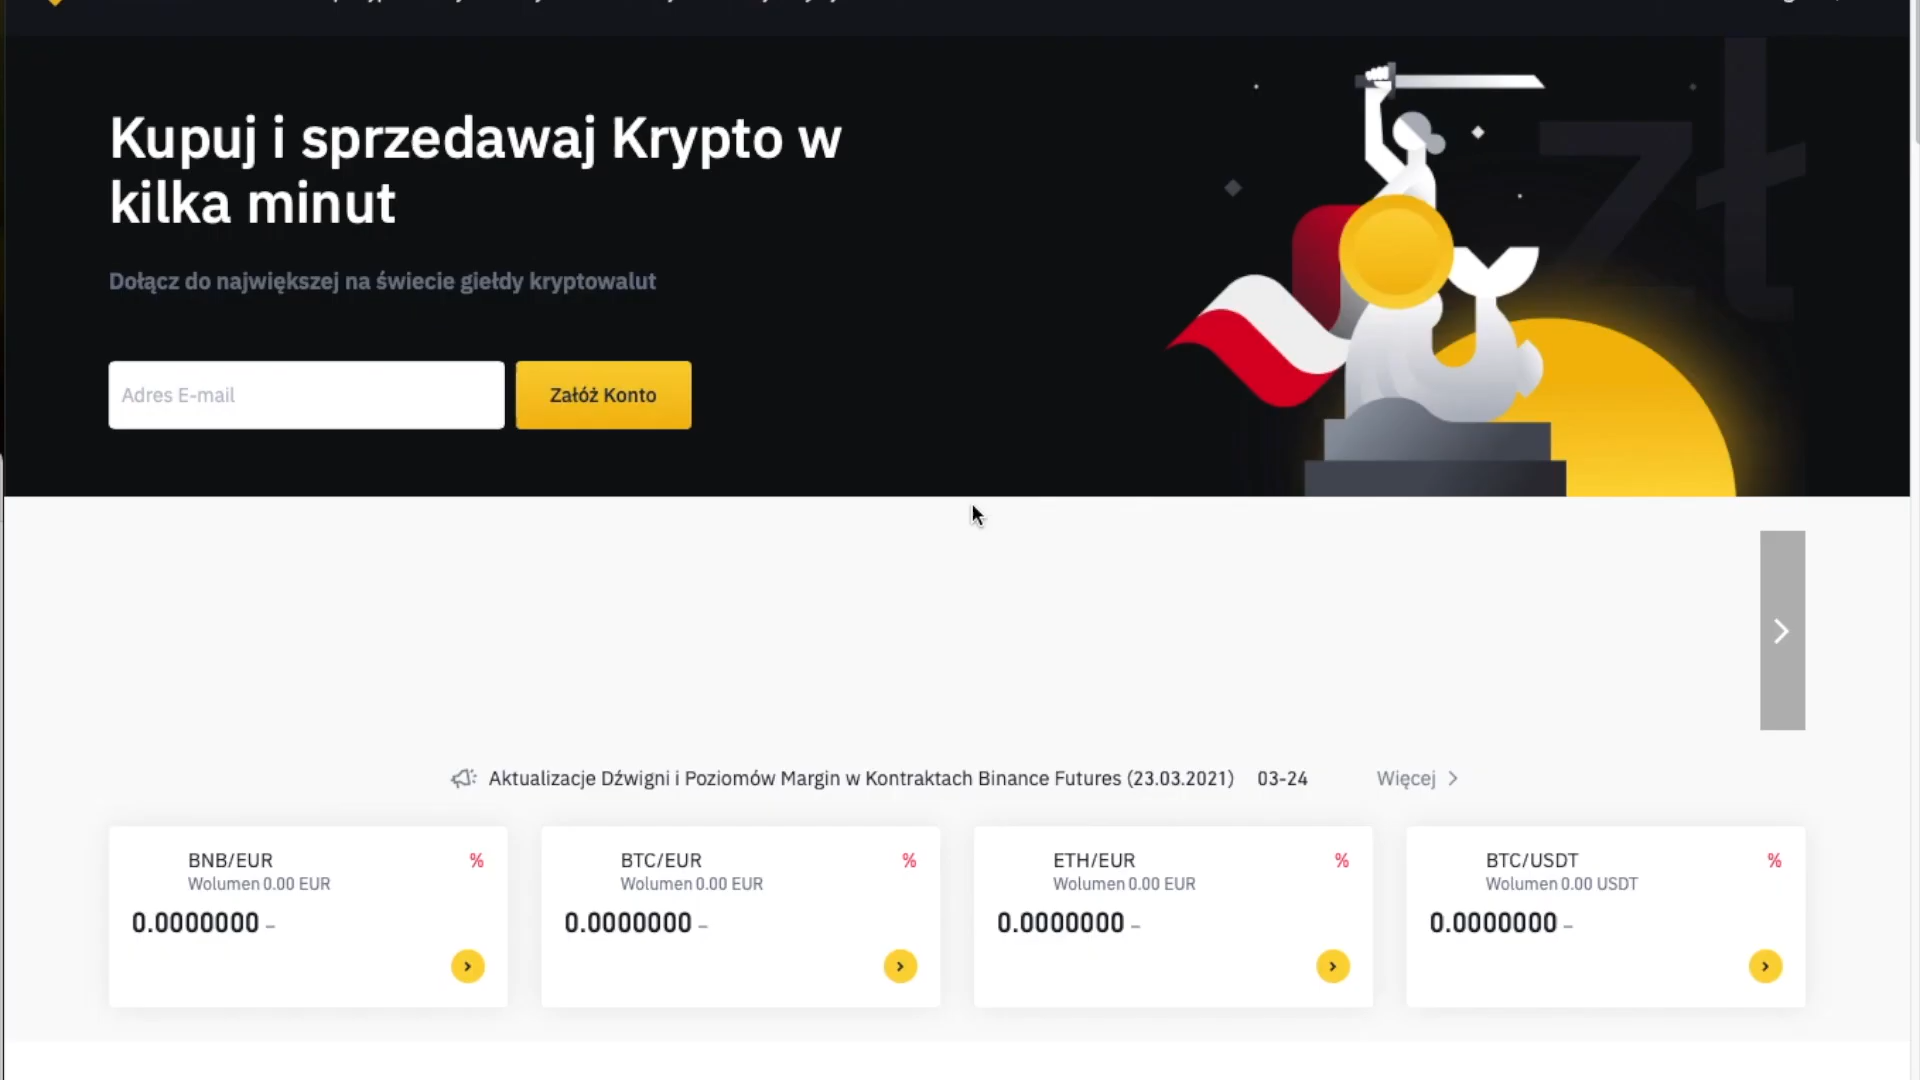 Kupuj i sprzedawaj Krypto w
kilka minut
Dołącz do największej na świecie giełdy kryptowalut
Adres E-mail
Załóż Konto
zł
Aktualizacje Dźwigni i Poziomów Margin w Kontraktach Binance Futures (23.03.2021) 03-24 Więcej
BNB/EUR %
Wolumen 0.00 EUR
0.0000000 –
BTC/EUR %
Wolumen 0.00 EUR
0.0000000 –
ETH/EUR %
Wolumen 0.00 EUR
0.0000000 –
BTC/USDT %
Wolumen 0.00 USDT
0.0000000 –